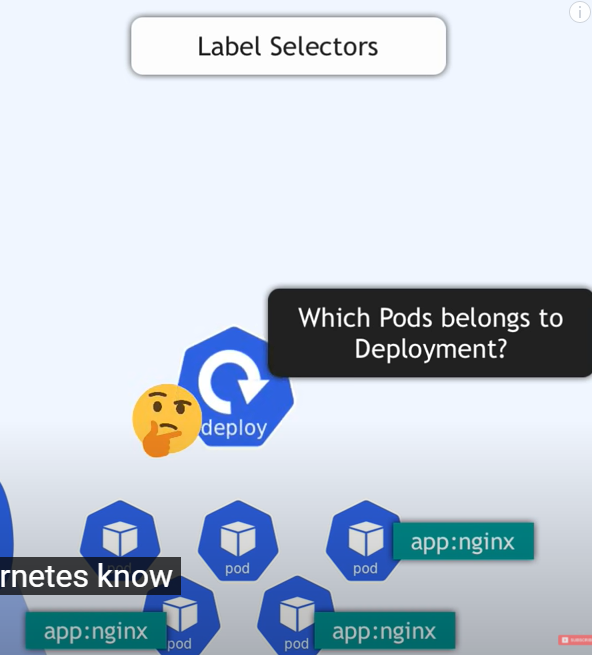 Label Selectors
Which Pods belongs to
Deployment?
deploy
pod
pod
pod
app:nginx
rnetes know
app:nginx
pod
pod
app:nginx